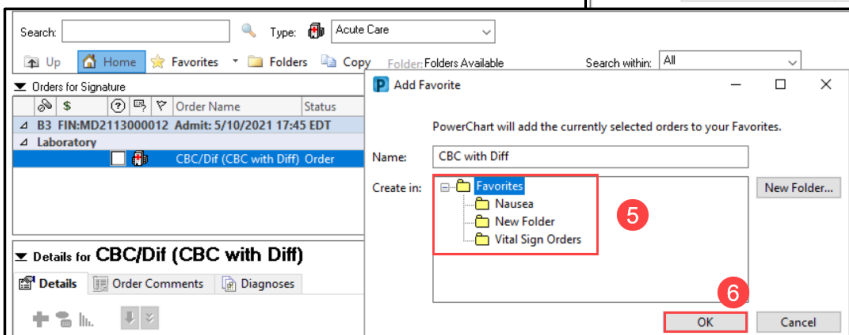 Search: Type: Acute Care
Up Home Favorites Folders Copy Folder: Folders Available Search within: All
Orders for Signature
$ Order Name Status
B3 FIN:MD2113000012 Admit: 5/10/2021 17:45 EDT
Laboratory
CBC/Dif (CBC with Diff) Order
Details for CBC/Dif (CBC with Diff)
Details Order Comments Diagnoses
Add Favorite
PowerChart will add the currently selected orders to your Favorites.
Name: CBC with Diff
Create in: Favorites New Folder...
Nausea
New Folder
Vital Sign Orders
5
6
OK Cancel